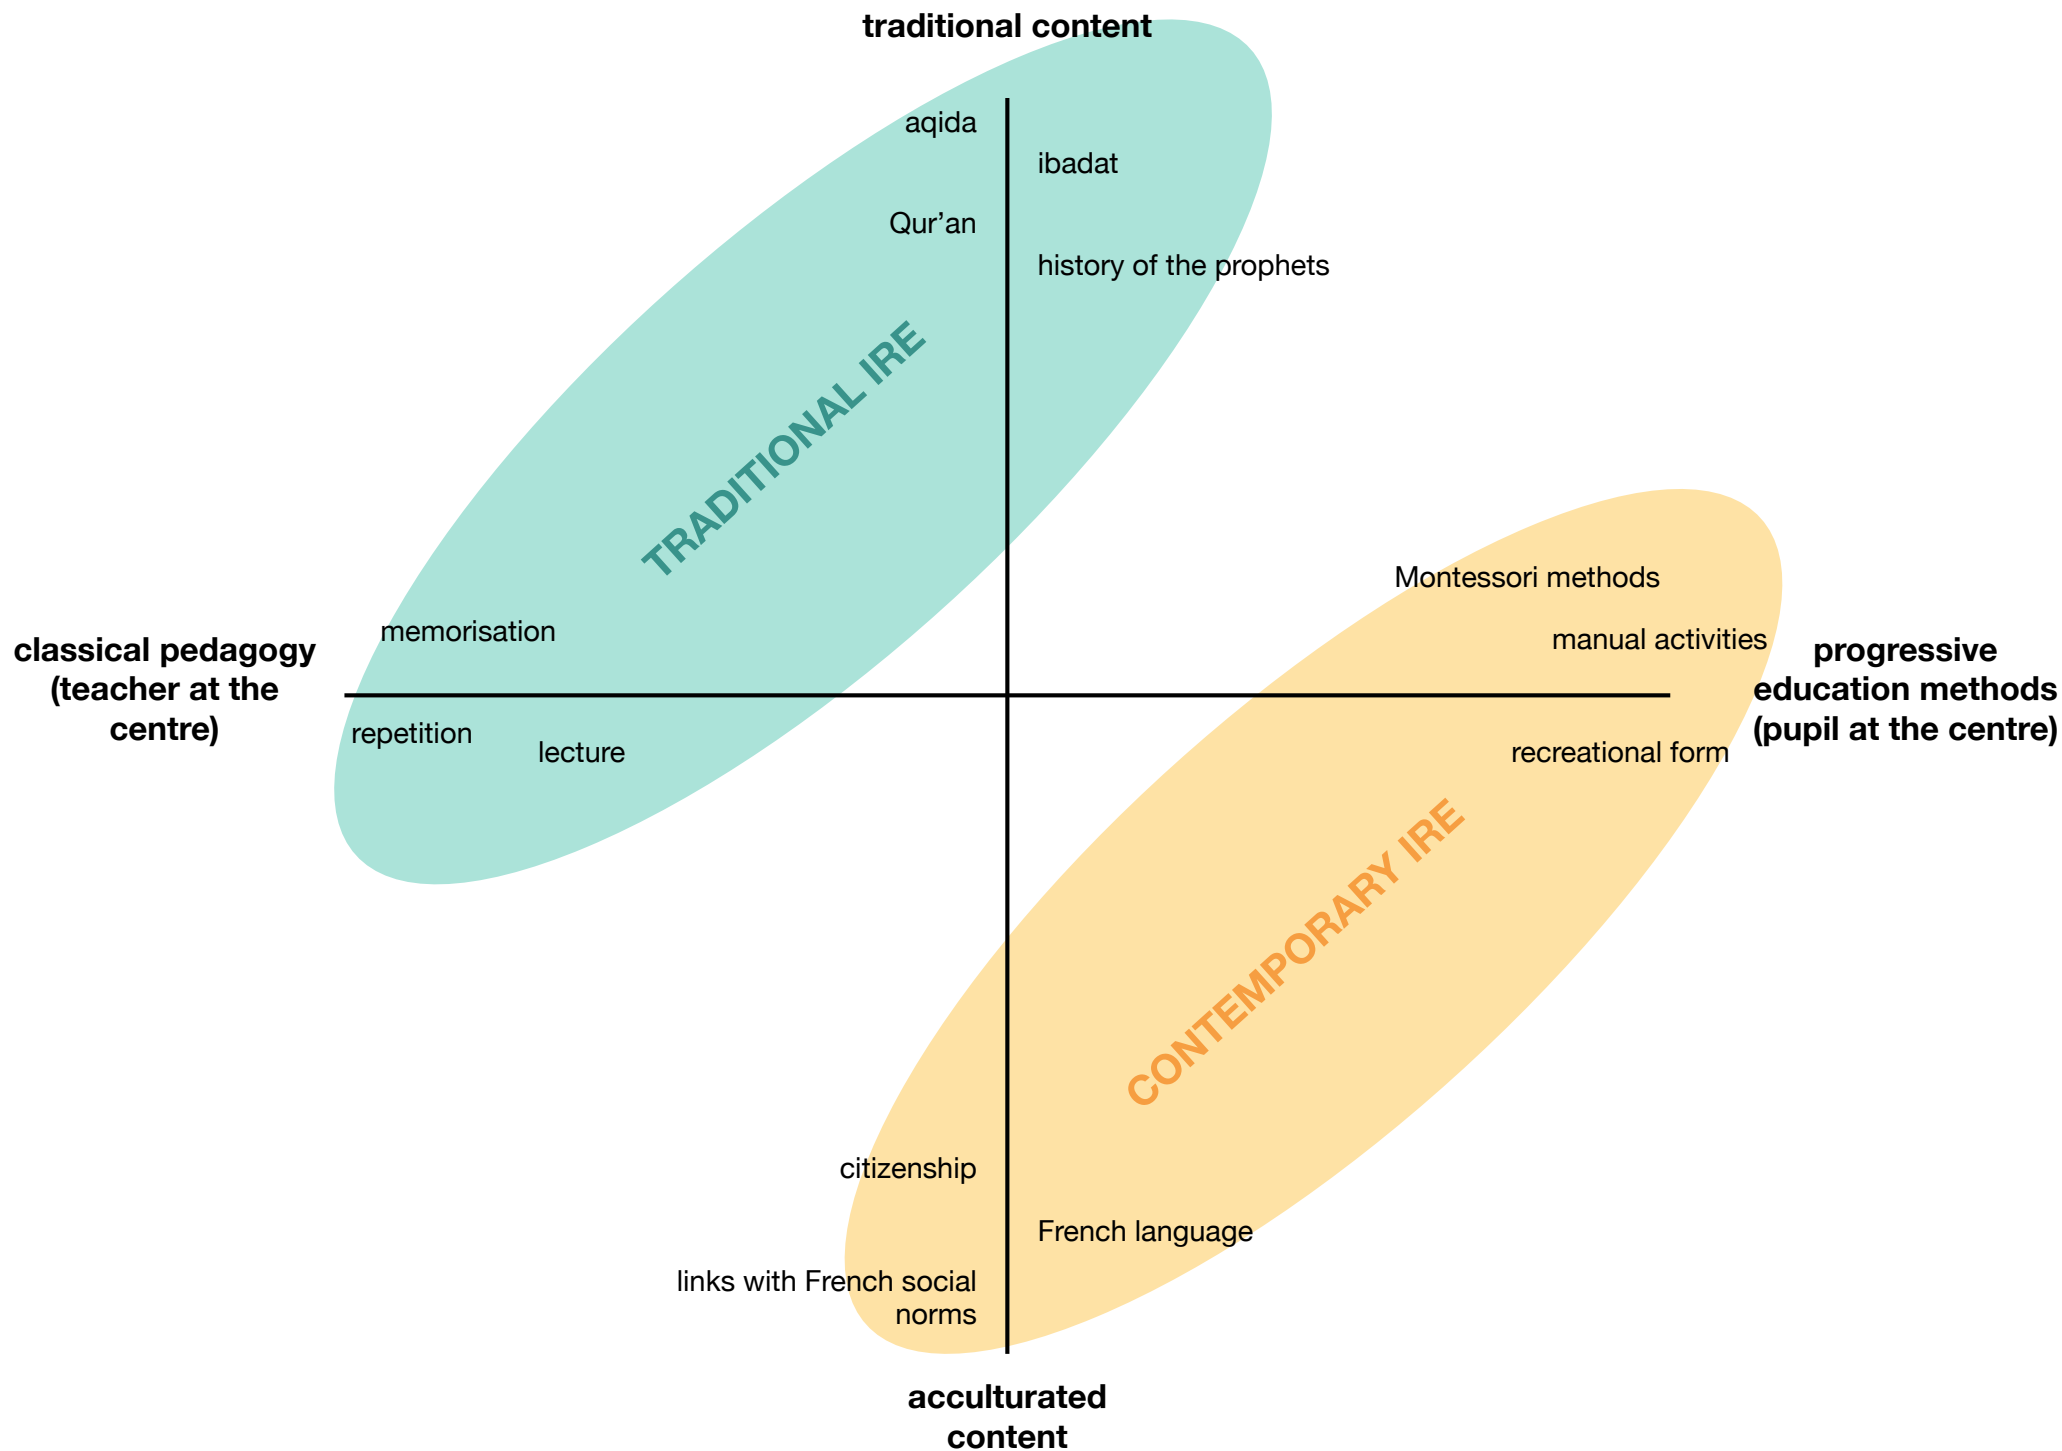 traditional content
aqida
ibadat
Qur’an
history of the prophets
TRADITIONAL IRE
Montessori methods
memorisation
manual activities
classical pedagogy
(teacher at the
centre)
progressive
education methods
(pupil at the centre)
repetition
lecture
recreational form
CONTEMPORARY IRE
citizenship
French language
links with French social
norms
acculturated
content